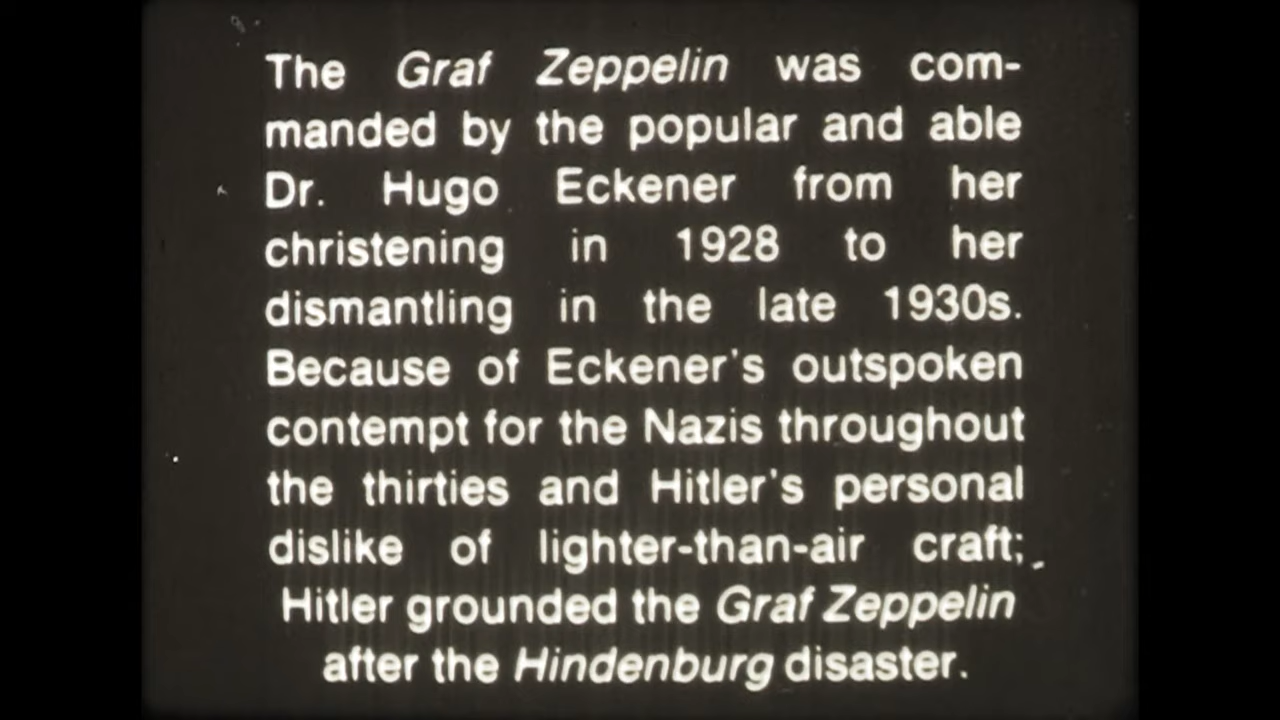 The Graf Zeppelin was com-
manded by the popular and able
Dr. Hugo Eckener from her
christening in 1928 to her
dismantling in the late 1930s.
Because of Eckener's outspoken
contempt for the Nazis throughout
the thirties and Hitler's personal
dislike of lighter-than-air craft;
Hitler grounded the Graf Zeppelin
after the Hindenburg disaster.